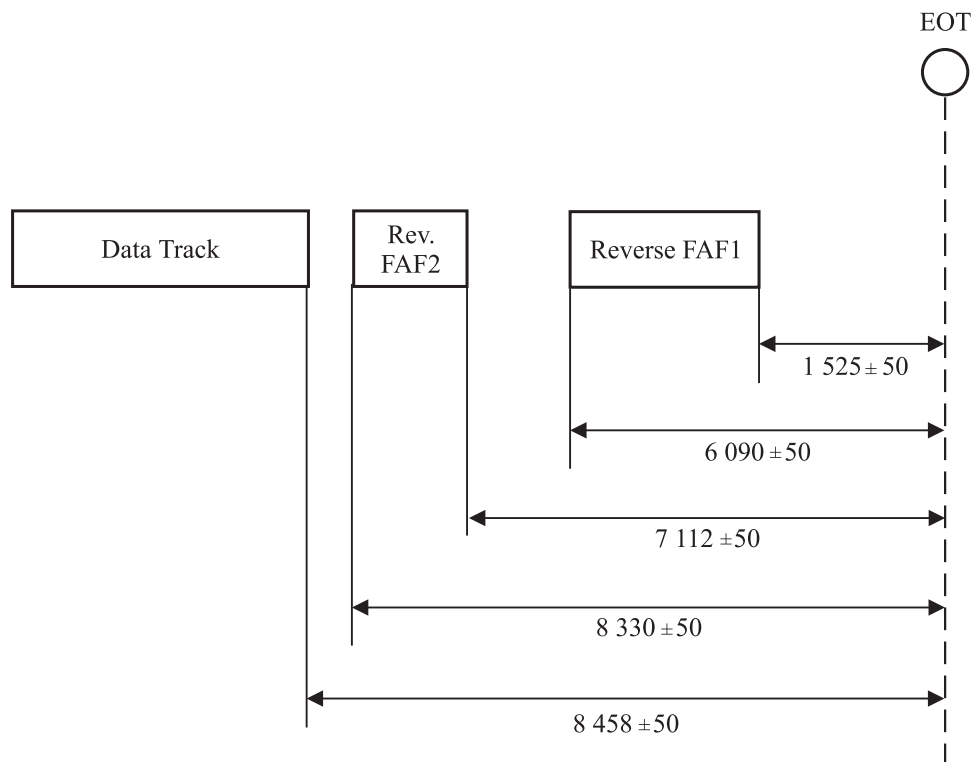 EOT
Data Track
Rev.
FAF2
Reverse FAF1
1 525 ± 50
6 090 ± 50
7 112 ± 50
8 330 ± 50
8 458 ± 50